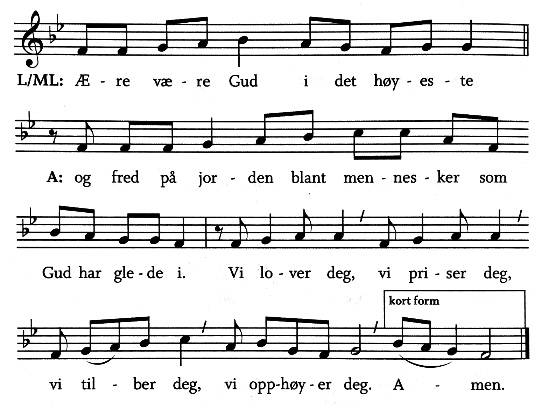 L/ML: Æ - re væ - re Gud i det høy - es - te
A: og fred på jor - den blant men - nes - ker som
Gud har gle - de i. Vi lo - ver deg, vi pri - ser deg,
kort form
vi til - ber deg, vi opp-høy - er deg. A - men.